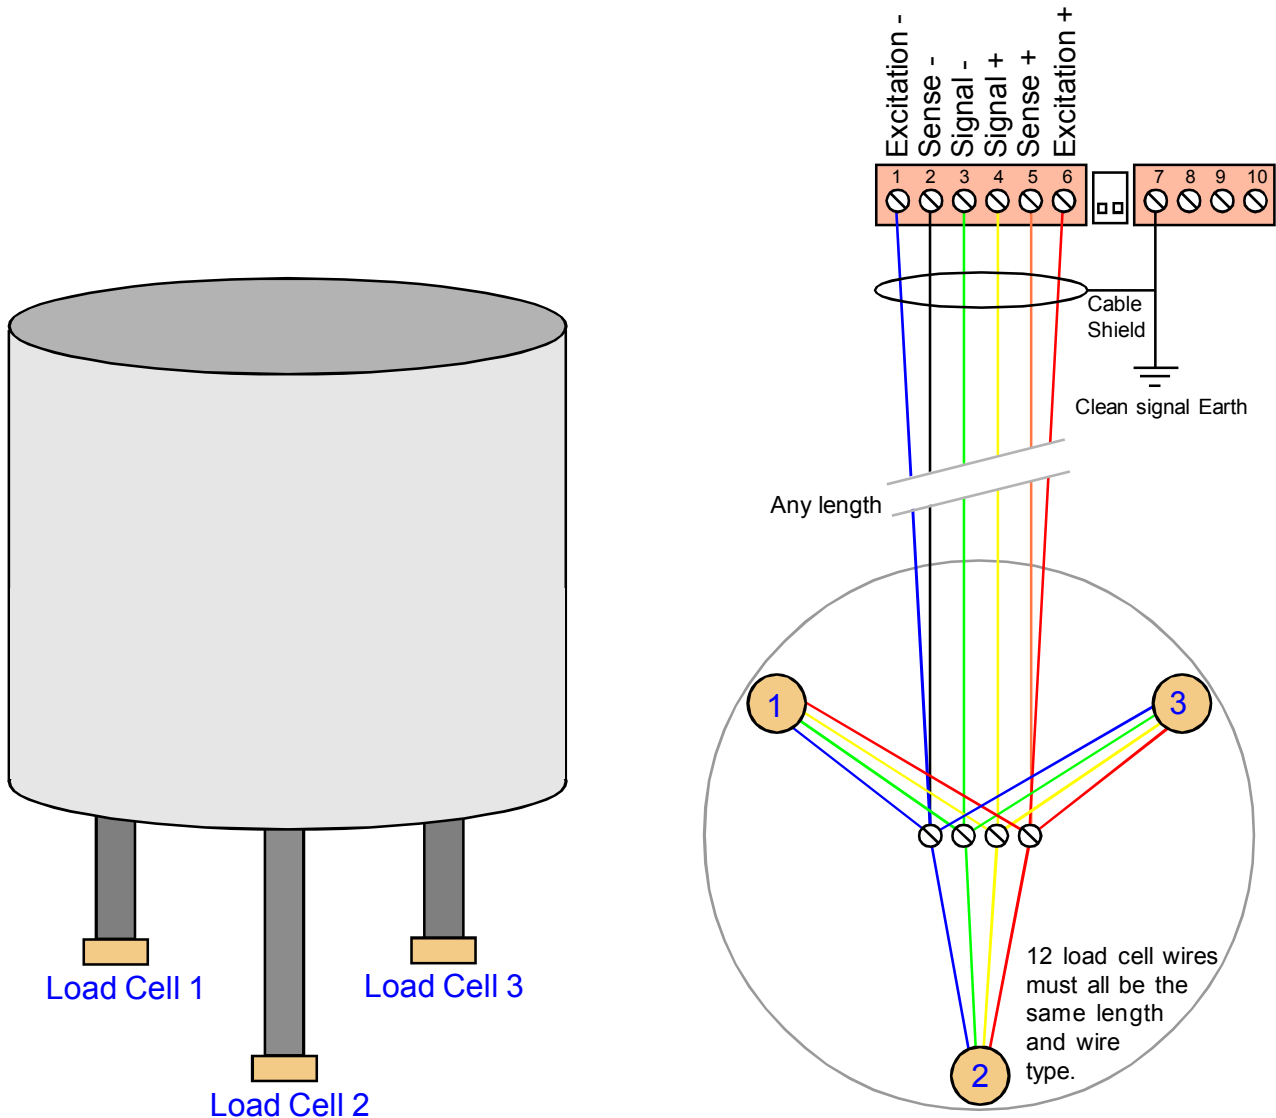 Excitation -
Sense -
Signal -
Signal +
Sense +
Excitation +
1 2 3 4 5 6 7 8 9 10
Cable
Shield
Clean signal Earth
Any length
1
3
2
12 load cell wires
must all be the
same length
and wire
type.
Load Cell 1
Load Cell 3
Load Cell 2